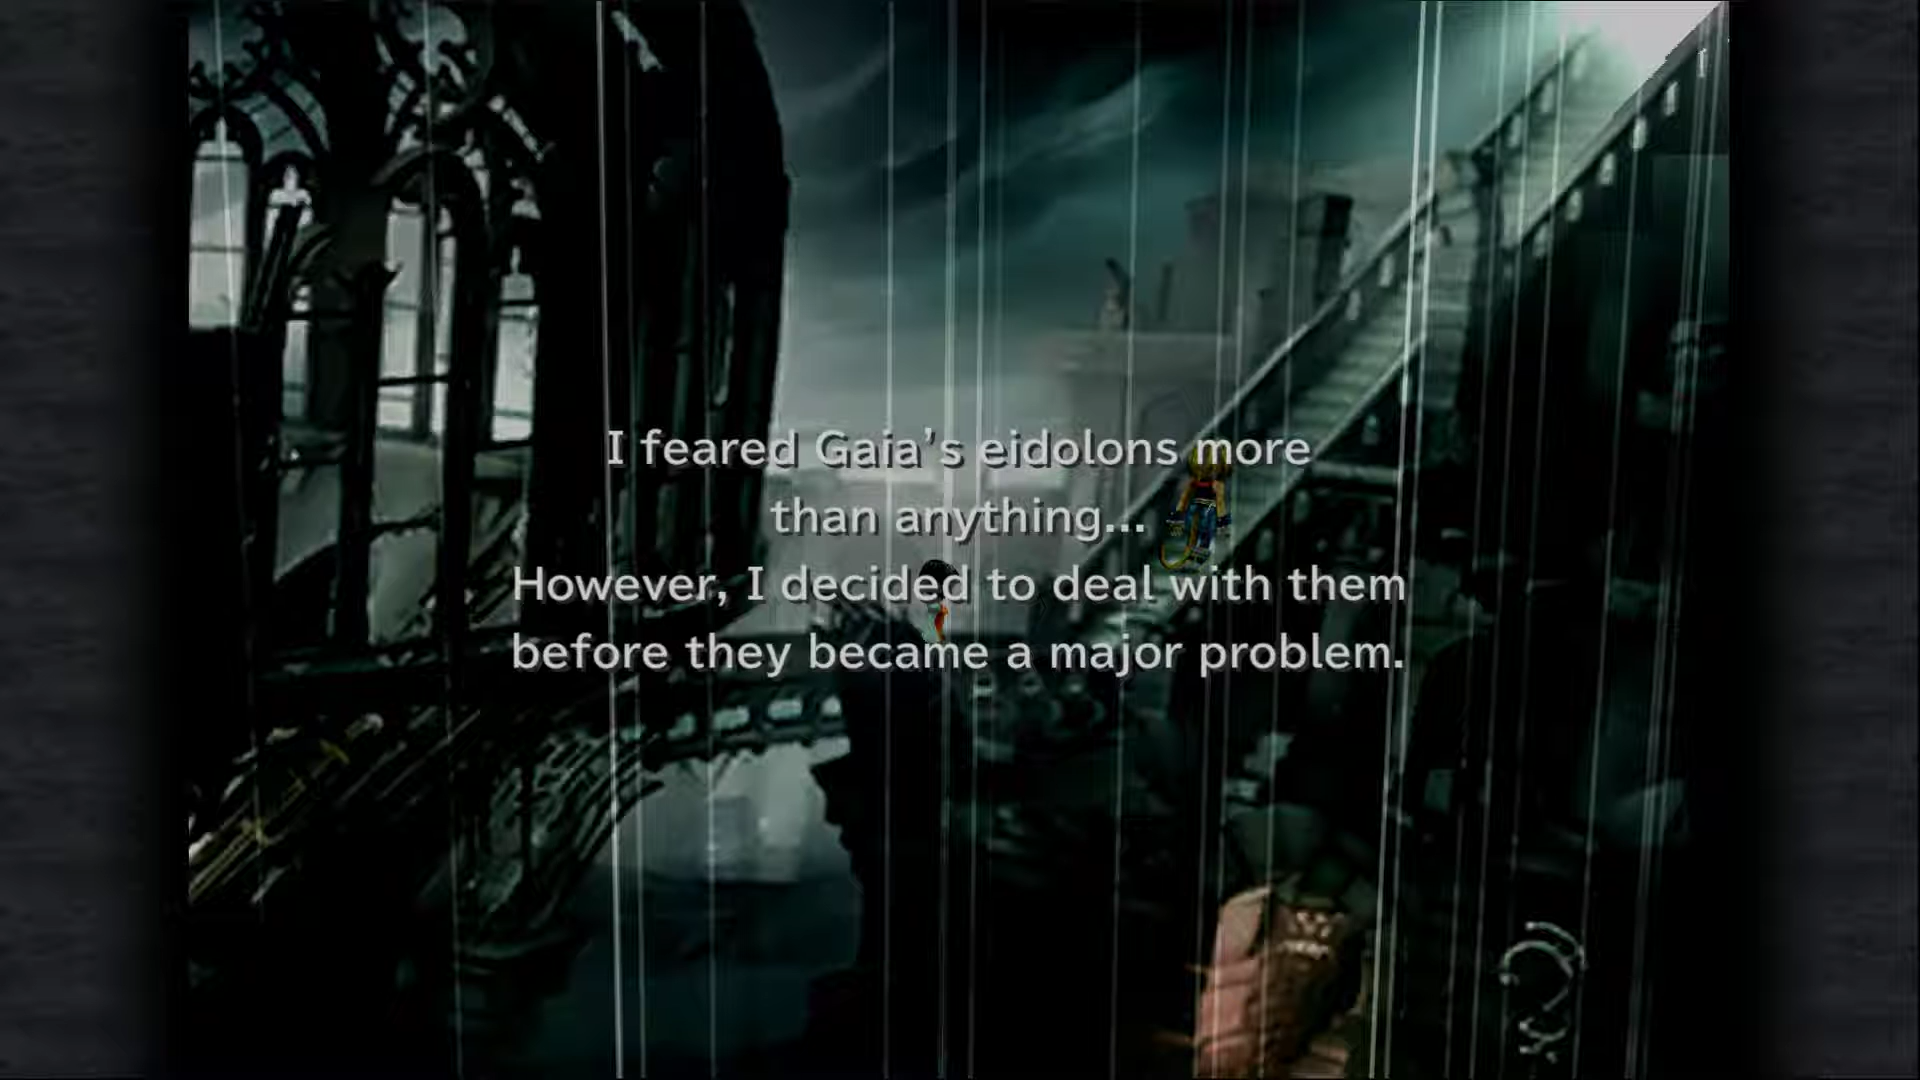 I feared Gaia's eidolons more
than anything...
However, I decided to deal with them
before they became a major problem.